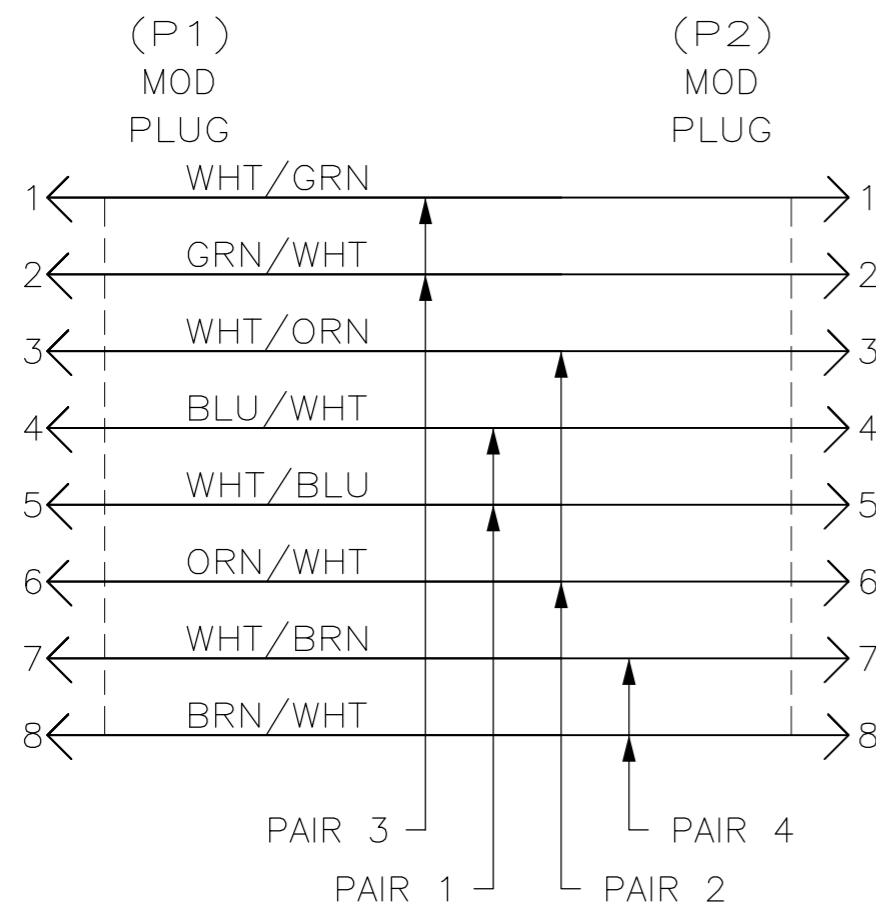 (P1) (P2)
MOD MOD
PLUG PLUG
1 WHT/GRN 1
2 GRN/WHT 2
3 WHT/ORN 3
4 BLU/WHT 4
5 WHT/BLU 5
6 ORN/WHT 6
7 WHT/BRN 7
8 BRN/WHT 8
PAIR 3 PAIR 4
PAIR 1 PAIR 2